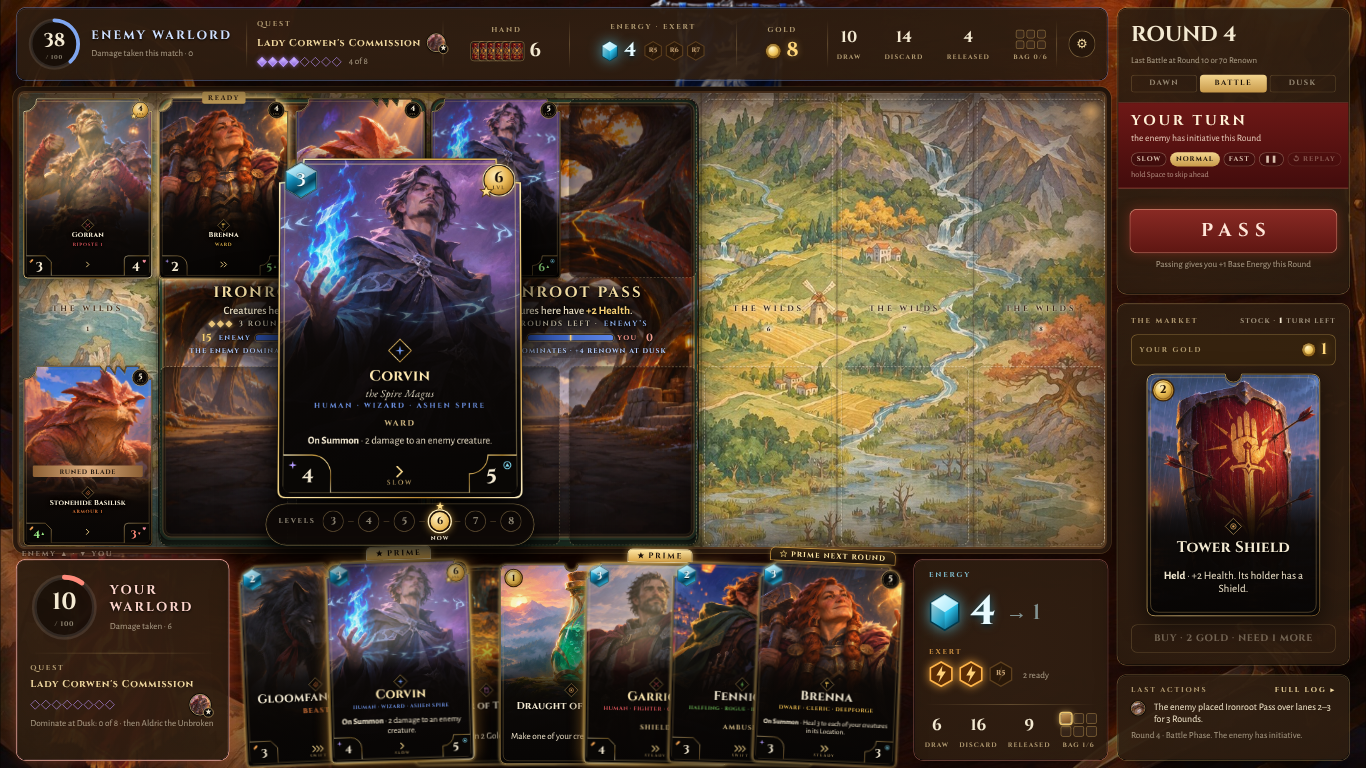 38
/ 100
ENEMY WARLORD
Damage taken this match · 0
QUEST
LADY CORWEN'S COMMISSION
4 of 8
HAND
6
ENERGY · EXERT
4
R5
R6
R7
GOLD
8
10
DRAW
14
DISCARD
4
RELEASED
BAG 0/6
ROUND 4
Last Battle at Round 10 or 70 Renown
DAWN
BATTLE
DUSK
YOUR TURN
the enemy has initiative this Round
SLOW
NORMAL
FAST
REPLAY
hold Space to skip ahead
PASS
Passing gives you +1 Base Energy this Round
THE MARKET
STOCK · 1 TURN LEFT
YOUR GOLD
1
2
TOWER SHIELD
Held · +2 Health. Its holder has a
Shield.
BUY · 2 GOLD · NEED 1 MORE
LAST ACTIONS
FULL LOG
The enemy placed Ironroot Pass over lanes 2–3
for 3 Rounds.
Round 4 · Battle Phase. The enemy has initiative.
4
GORRAN
RIPOSTE 1
3
4
READY
4
BRENNA
WARD
2
5
4
5
6
THE WILDS
1
3 ROUN
15 ENEMY
THE ENEMY DOMINA
IRONR
Creatures he
NROOT PASS
ures here have +2 Health.
OUNDS LEFT · ENEMY'S
YOU 0
OMINATES · +4 RENOWN AT DUSK
THE WILDS
THE WILDS
THE WILDS
5
RUNED BLADE
STONEHIDE BASILISK
ARMOUR 1
4
3
3
6
LVL
CORVIN
the Spire Magus
HUMAN · WIZARD · ASHEN SPIRE
WARD
On Summon · 2 damage to an enemy creature.
4
SLOW
5
LEVELS
3
4
5
6
7
8
NOW
ENEMY
YOU
10
/ 100
YOUR
WARLORD
Damage taken · 6
QUEST
LADY CORWEN'S COMMISSION
Dominate at Dusk: 0 of 8 · then Aldric the Unbroken
2
GLOOMFAN
BEAST
3
PRIME
3
6
CORVIN
HUMAN · WIZARD · ASHEN SPIRE
On Summon · 2 damage to an enemy
creature.
4
SLOW
5
1
DRAUGHT OF
Make one of your cre
PRIME
3
GARRI
HUMAN · FIGHTER
SHIEL
4
2
FENNI
HALFLING · ROGUE
AMBUS
3
PRIME NEXT ROUND
3
5
BRENNA
DWARF · CLERIC · DEEPFORGE
On Summon · Heal 3 to each of your creatures
in its Location.
3
STEADY
3
ENERGY
4 → 1
EXERT
R5
2 ready
6
DRAW
16
DISCARD
9
RELEASED
BAG 1/6